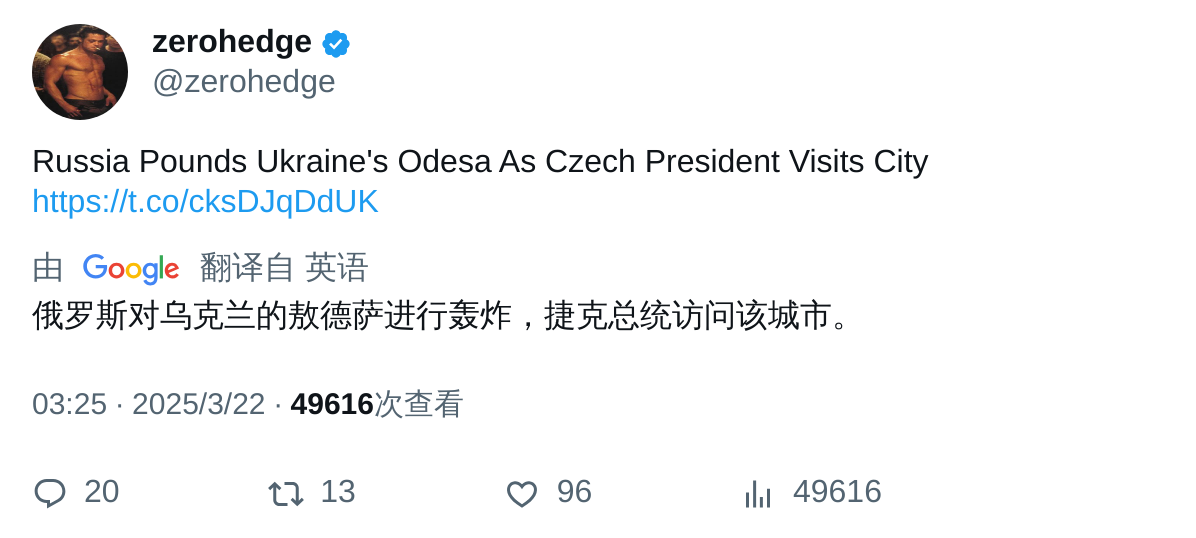 zerohedge
@zerohedge
Russia Pounds Ukraine's Odesa As Czech President Visits City
https://t.co/cksDJqDdUK
由 Google 翻译自 英语
俄罗斯对乌克兰的敖德萨进行轰炸，捷克总统访问该城市。
03:25 · 2025/3/22 · 49616次查看
20 13 96 49616